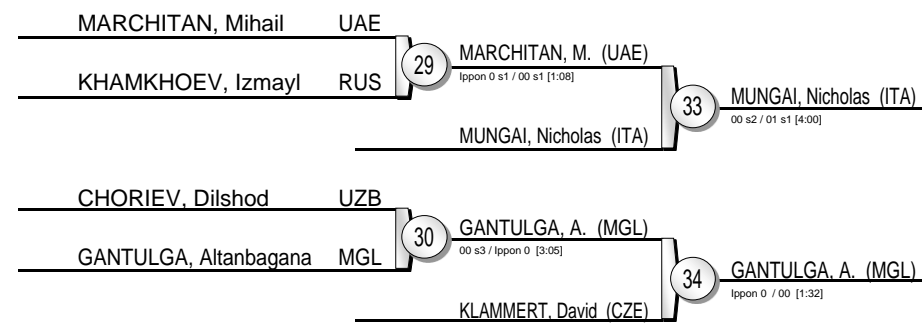 MARCHITAN, Mihail UAE
KHAMKHOEV, Izmayl RUS
29
MARCHITAN, M. (UAE)
Ippon 0 s1 / 00 s1 [1:08]
MUNGAI, Nicholas (ITA)
33
MUNGAI, Nicholas (ITA)
00 s2 / 01 s1 [4:00]
CHORIEV, Dilshod UZB
GANTULGA, Altanbagana MGL
30
GANTULGA, A. (MGL)
00 s3 / Ippon 0 [3:05]
KLAMMERT, David (CZE)
34
GANTULGA, A. (MGL)
Ippon 0 / 00 [1:32]